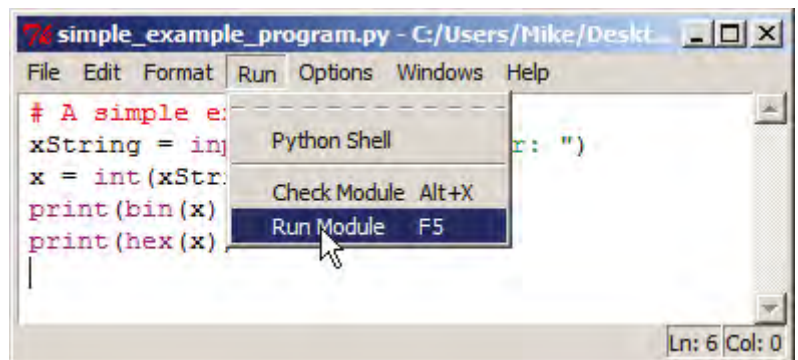 simple_example_program.py - C:/Users/Mike/Deskt...
File Edit Format Run Options Windows Help
# A simple e
xString = inp r: ")
x = int(xStr
print(bin(x)
print(hex(x)
Python Shell
Check Module Alt+X
Run Module F5
Ln: 6 Col: 0